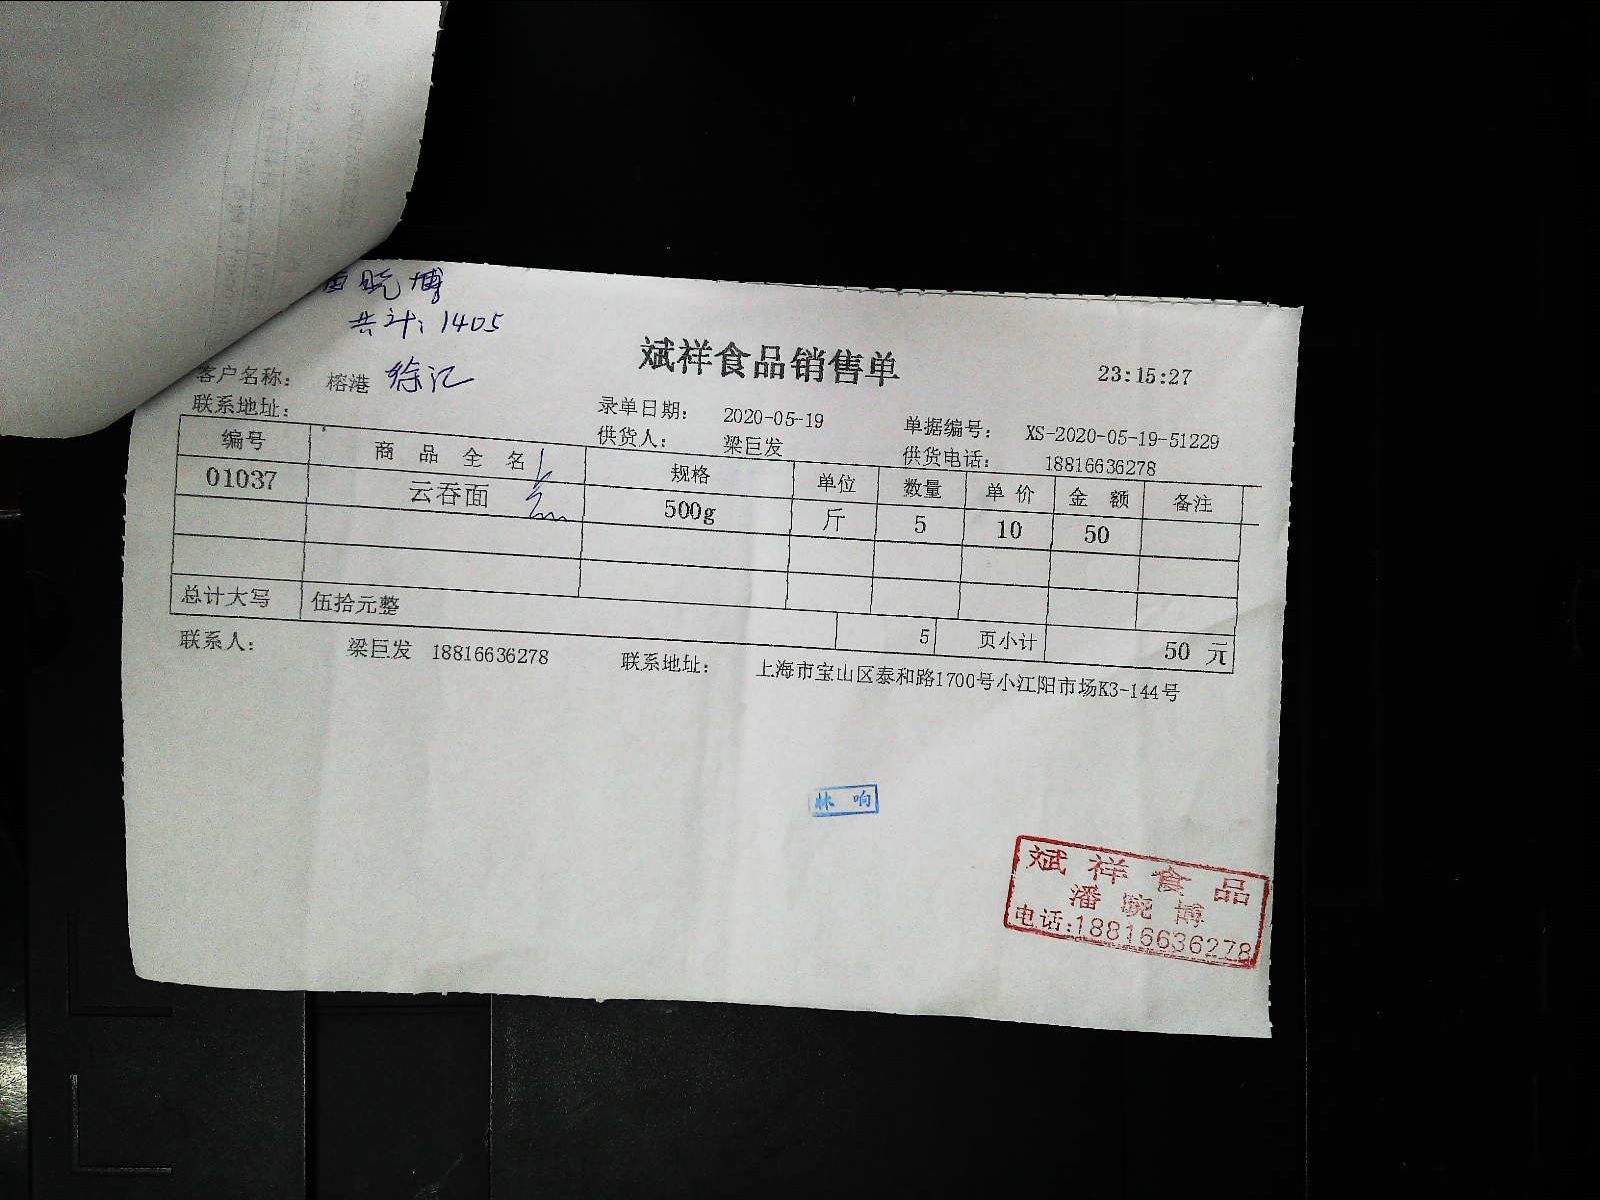 晓博
共计：1405
斌祥食品销售单
23:15:27
客户名称： 榕港 徐记
录单日期： 2020-05-19 单据编号： XS-2020-05-19-51229
联系地址：
供货人： 梁巨发 供货电话： 18816636278
编号 商品全名 规格 单位 数量 单价 金额 备注
01037 云吞面 500g 斤 5 10 50
总计大写 伍拾元整 5 页小计 50 元
联系人： 梁巨发 18816636278 联系地址： 上海市宝山区泰和路1700号小江阳市场K3-144号
林响
斌祥食品
潘晓博
电话:18816636278